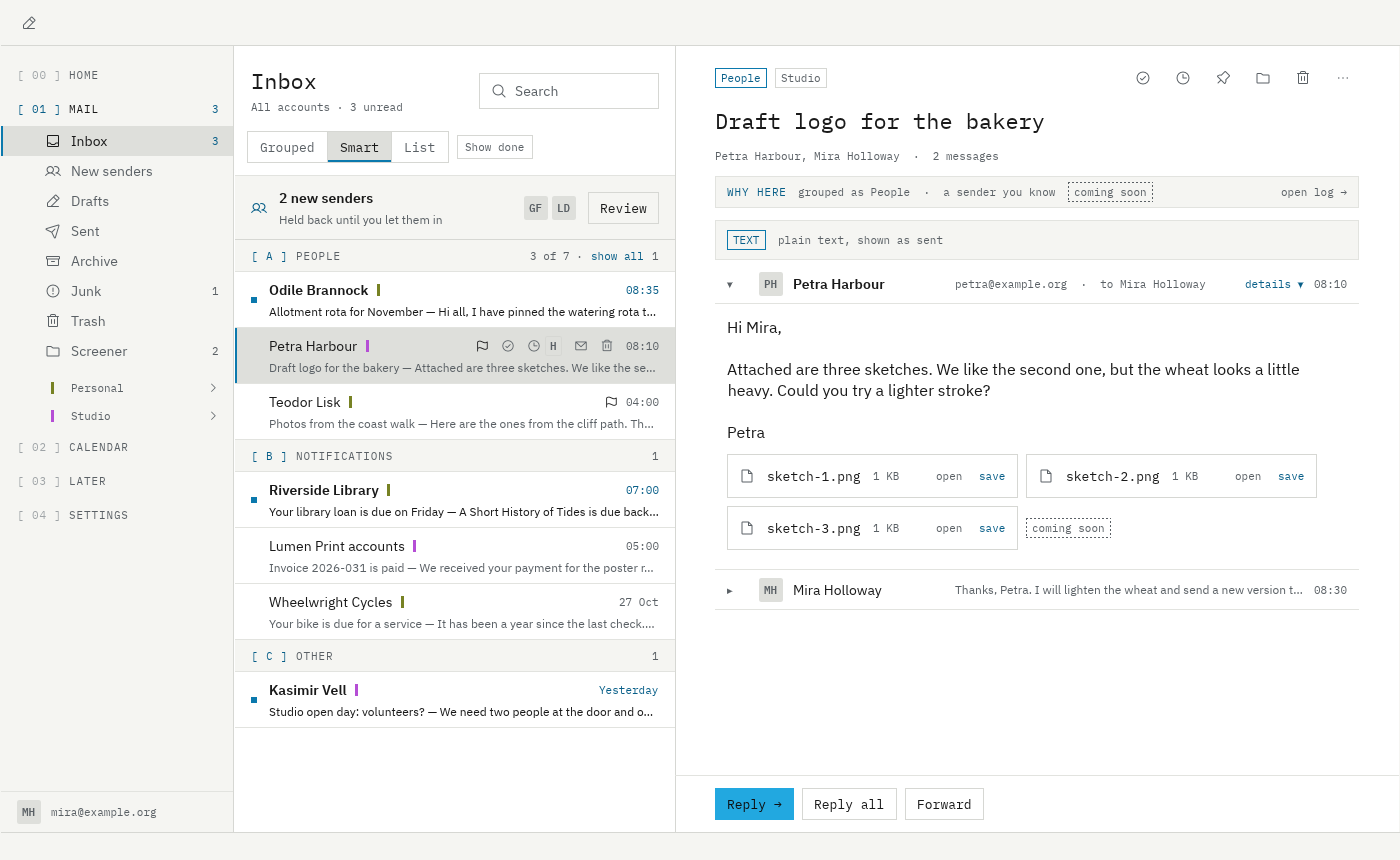 [ 00 ] HOME
[ 01 ] MAIL 3
Inbox 3
New senders
Drafts
Sent
Archive
Junk 1
Trash
Screener 2
Personal
Studio
[ 02 ] CALENDAR
[ 03 ] LATER
[ 04 ] SETTINGS
MH mira@example.org
Inbox
All accounts · 3 unread
Search
Grouped Smart List Show done
2 new senders
Held back until you let them in
GF LD Review
[ A ] PEOPLE 3 of 7 · show all 1
Odile Brannock 08:35
Allotment rota for November — Hi all, I have pinned the watering rota t…
Petra Harbour H 08:10
Draft logo for the bakery — Attached are three sketches. We like the se…
Teodor Lisk 04:00
Photos from the coast walk — Here are the ones from the cliff path. Th…
[ B ] NOTIFICATIONS 1
Riverside Library 07:00
Your library loan is due on Friday — A Short History of Tides is due back…
Lumen Print accounts 05:00
Invoice 2026-031 is paid — We received your payment for the poster r…
Wheelwright Cycles 27 Oct
Your bike is due for a service — It has been a year since the last check.…
[ C ] OTHER 1
Kasimir Vell Yesterday
Studio open day: volunteers? — We need two people at the door and o…
People Studio
Draft logo for the bakery
Petra Harbour, Mira Holloway · 2 messages
WHY HERE grouped as People · a sender you know coming soon open log →
TEXT plain text, shown as sent
▾ PH Petra Harbour petra@example.org · to Mira Holloway details ▾ 08:10
Hi Mira,
Attached are three sketches. We like the second one, but the wheat looks a little
heavy. Could you try a lighter stroke?
Petra
sketch-1.png 1 KB open save
sketch-2.png 1 KB open save
sketch-3.png 1 KB open save
coming soon
▸ MH Mira Holloway Thanks, Petra. I will lighten the wheat and send a new version t… 08:30
Reply → Reply all Forward